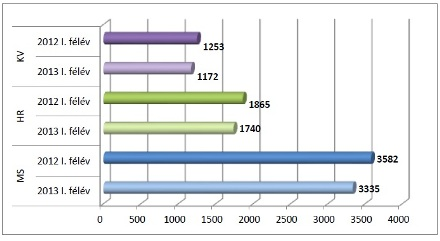 KV
2012 I. félév 1253
2013 I. félév 1172
HR
2012 I. félév 1865
2013 I. félév 1740
MS
2012 I. félév 3582
2013 I. félév 3335
0 500 1000 1500 2000 2500 3000 3500 4000